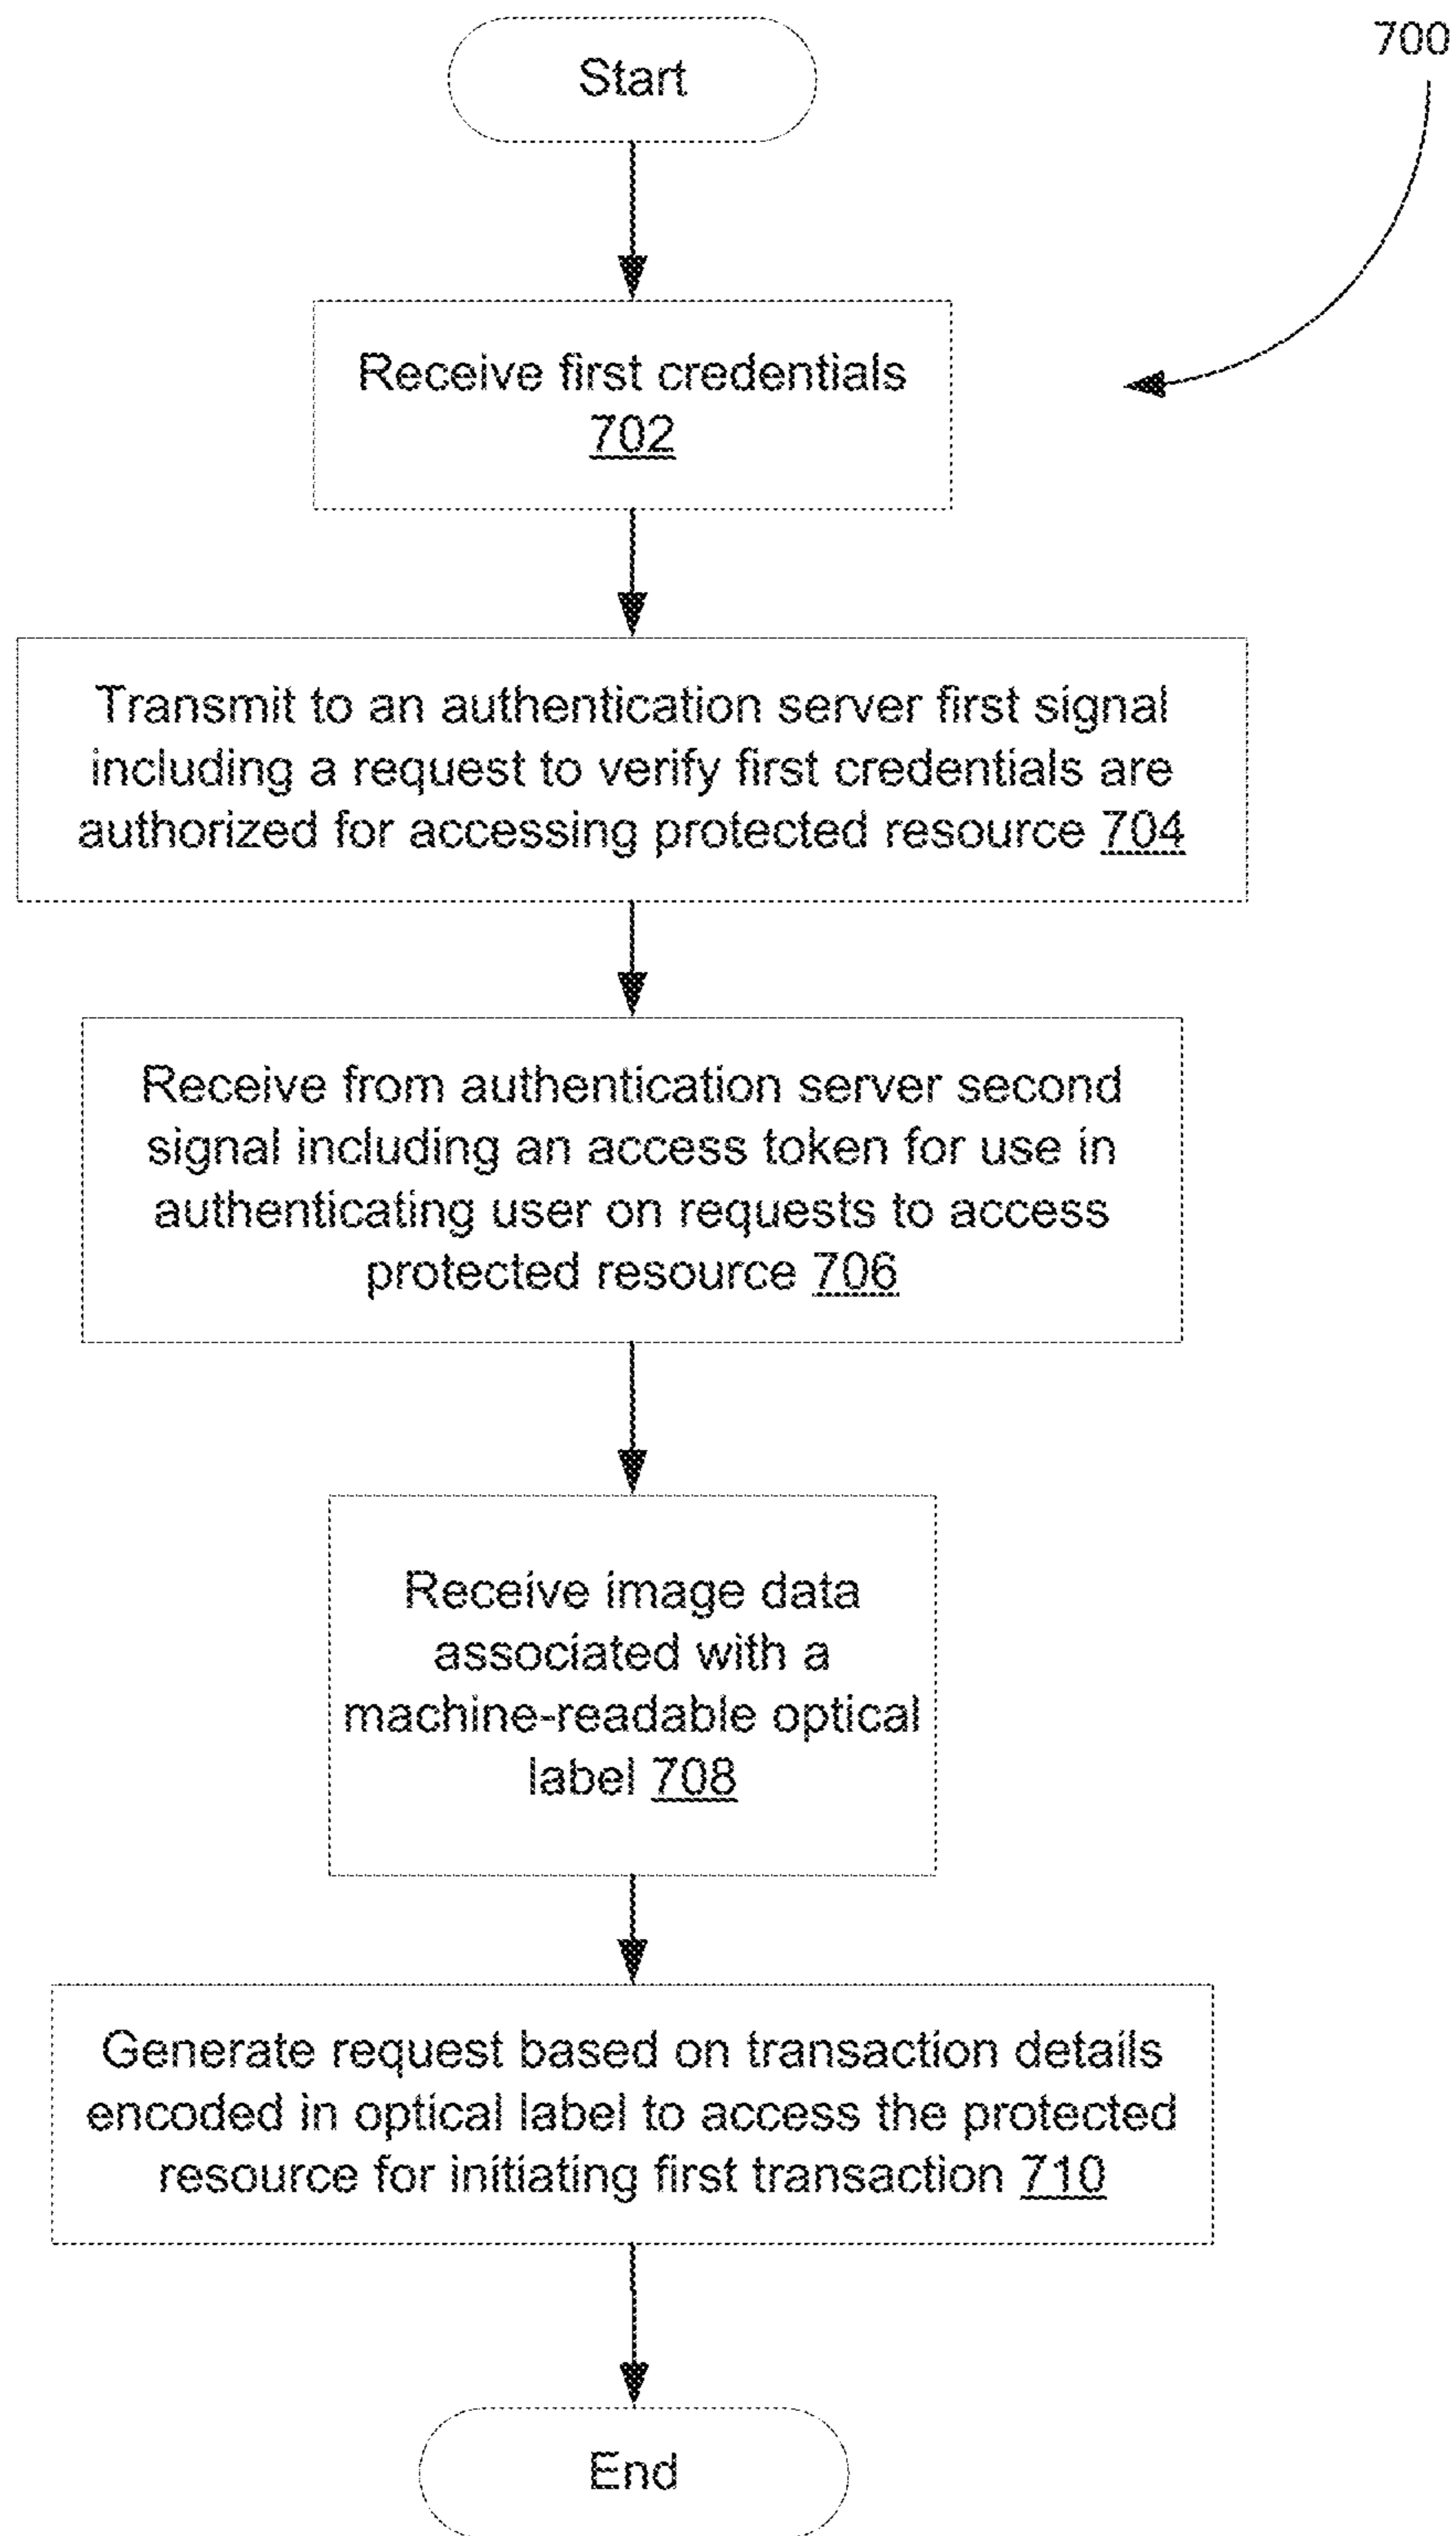 700
Start
Receive first credentials
702
Transmit to an authentication server first signal
including a request to verify first credentials are
authorized for accessing protected resource 704
Receive from authentication server second
signal including an access token for use in
authenticating user on requests to access
protected resource 706
Receive image data
associated with a
machine-readable optical
label 708
Generate request based on transaction details
encoded in optical label to access the protected
resource for initiating first transaction 710
End